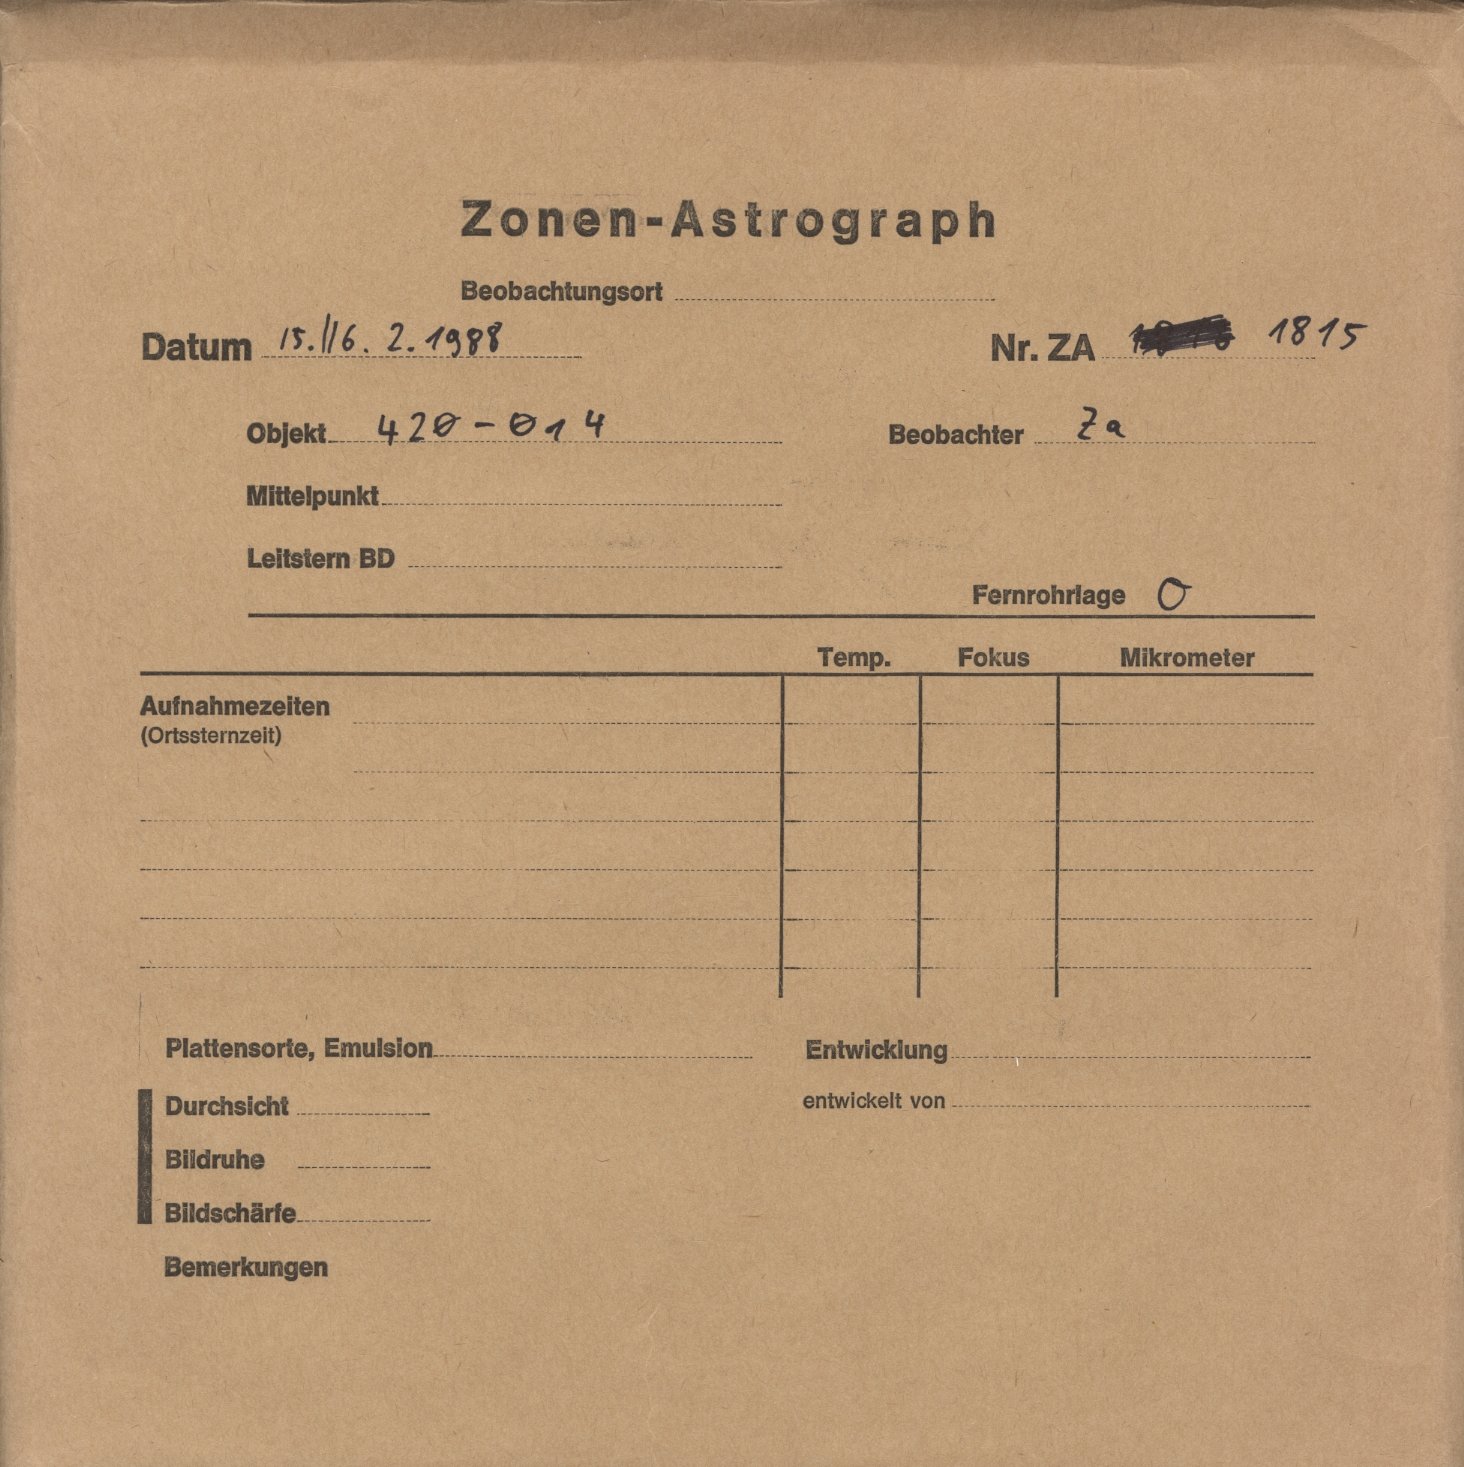 Zonen-Astrograph
Beobachtungsort
Datum 15./16. 2. 1988 Nr. ZA 1815
Objekt 420-014 Beobachter Za
Mittelpunkt
Leitstern BD
Fernrohrlage O
Temp. Fokus Mikrometer
Aufnahmezeiten
(Ortssternzeit)
Plattensorte, Emulsion Entwicklung
Durchsicht entwickelt von
Bildruhe
Bildschärfe
Bemerkungen